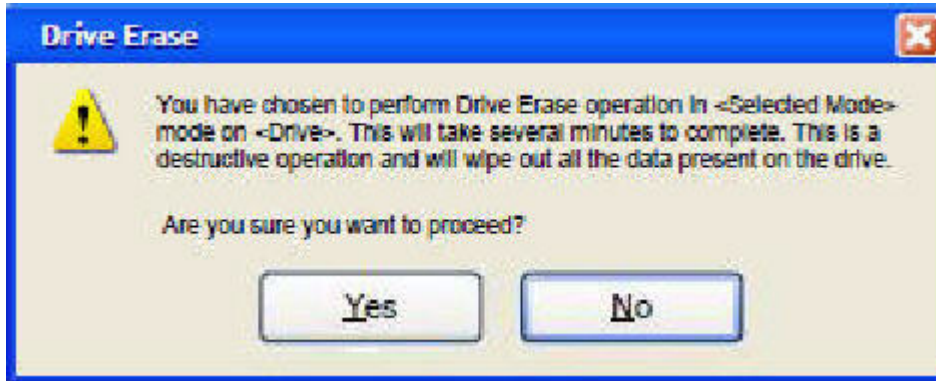 Drive Erase
You have chosen to perform Drive Erase operation in <Selected Mode>
mode on <Drive>. This will take several minutes to complete. This is a
destructive operation and will wipe out all the data present on the drive.
Are you sure you want to proceed?
Yes
No